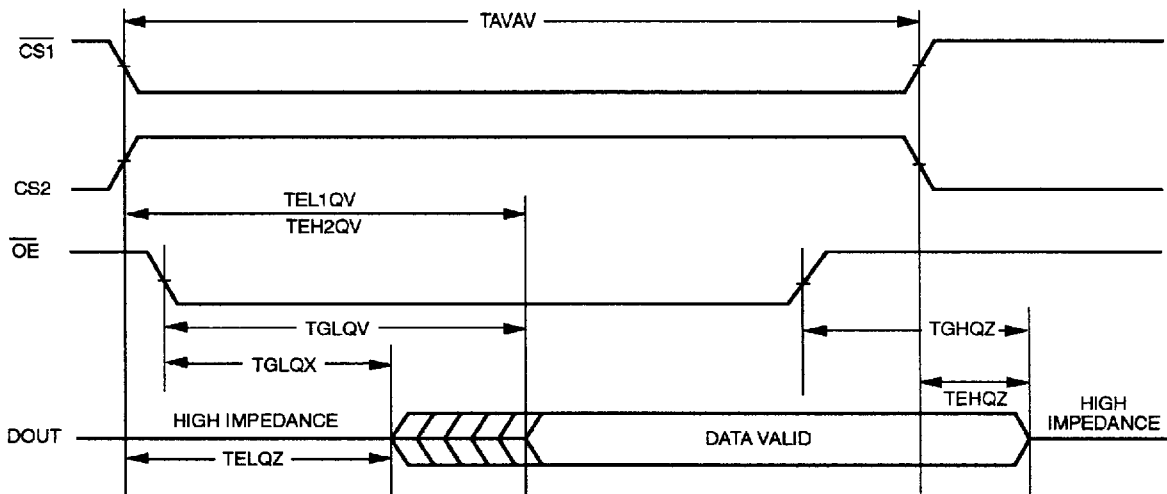 TAVAV
CS1
CS2
TEL1QV
TEH2QV
OE
TGLQV
TGHQZ
TGLQX
TEHQZ
HIGH IMPEDANCE
HIGH
IMPEDANCE
DOUT
DATA VALID
TELQZ